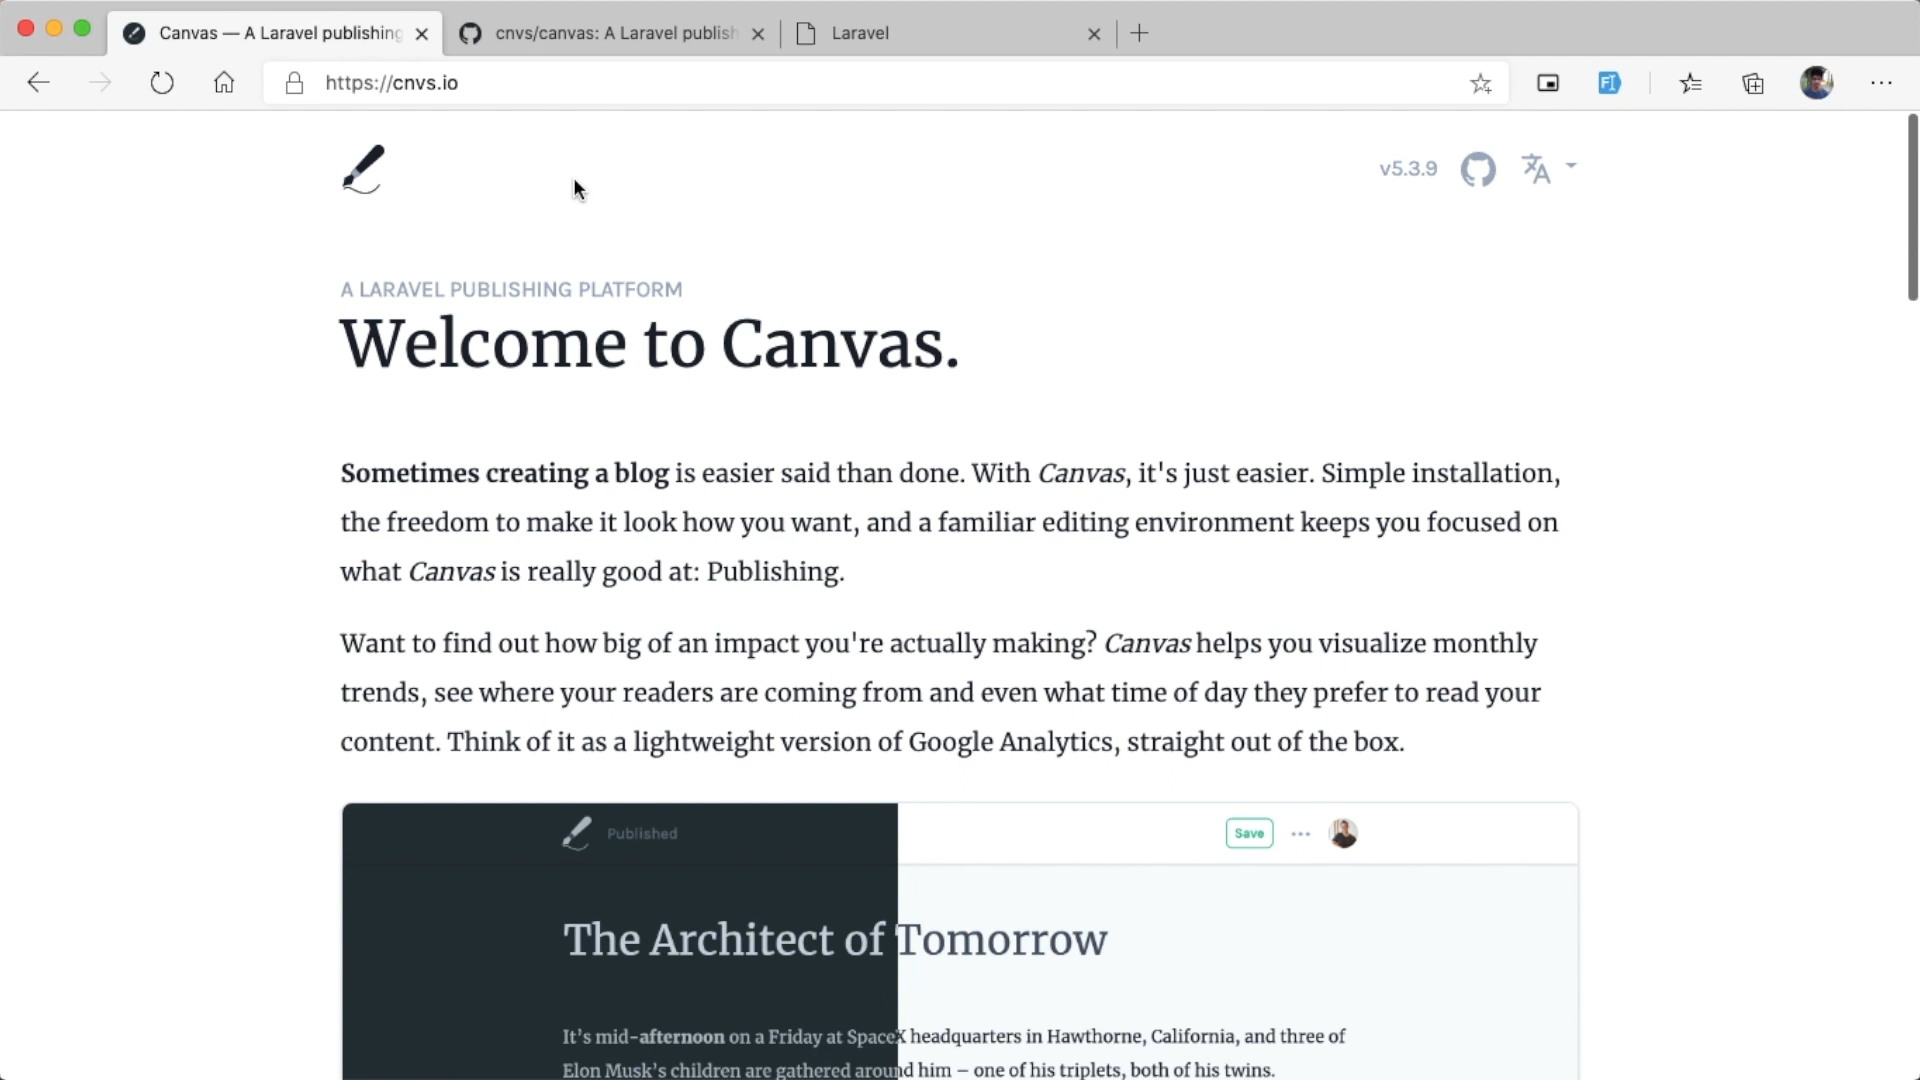 Canvas — A Laravel publishing
cnvs/canvas: A Laravel publish
Laravel
https://cnvs.io
v5.3.9
A LARAVEL PUBLISHING PLATFORM
Welcome to Canvas.
Sometimes creating a blog is easier said than done. With Canvas, it's just easier. Simple installation,
the freedom to make it look how you want, and a familiar editing environment keeps you focused on
what Canvas is really good at: Publishing.
Want to find out how big of an impact you're actually making? Canvas helps you visualize monthly
trends, see where your readers are coming from and even what time of day they prefer to read your
content. Think of it as a lightweight version of Google Analytics, straight out of the box.
Published
Save
The Architect of Tomorrow
It’s mid-afternoon on a Friday at SpaceX headquarters in Hawthorne, California, and three of
Elon Musk’s children are gathered around him – one of his triplets, both of his twins.